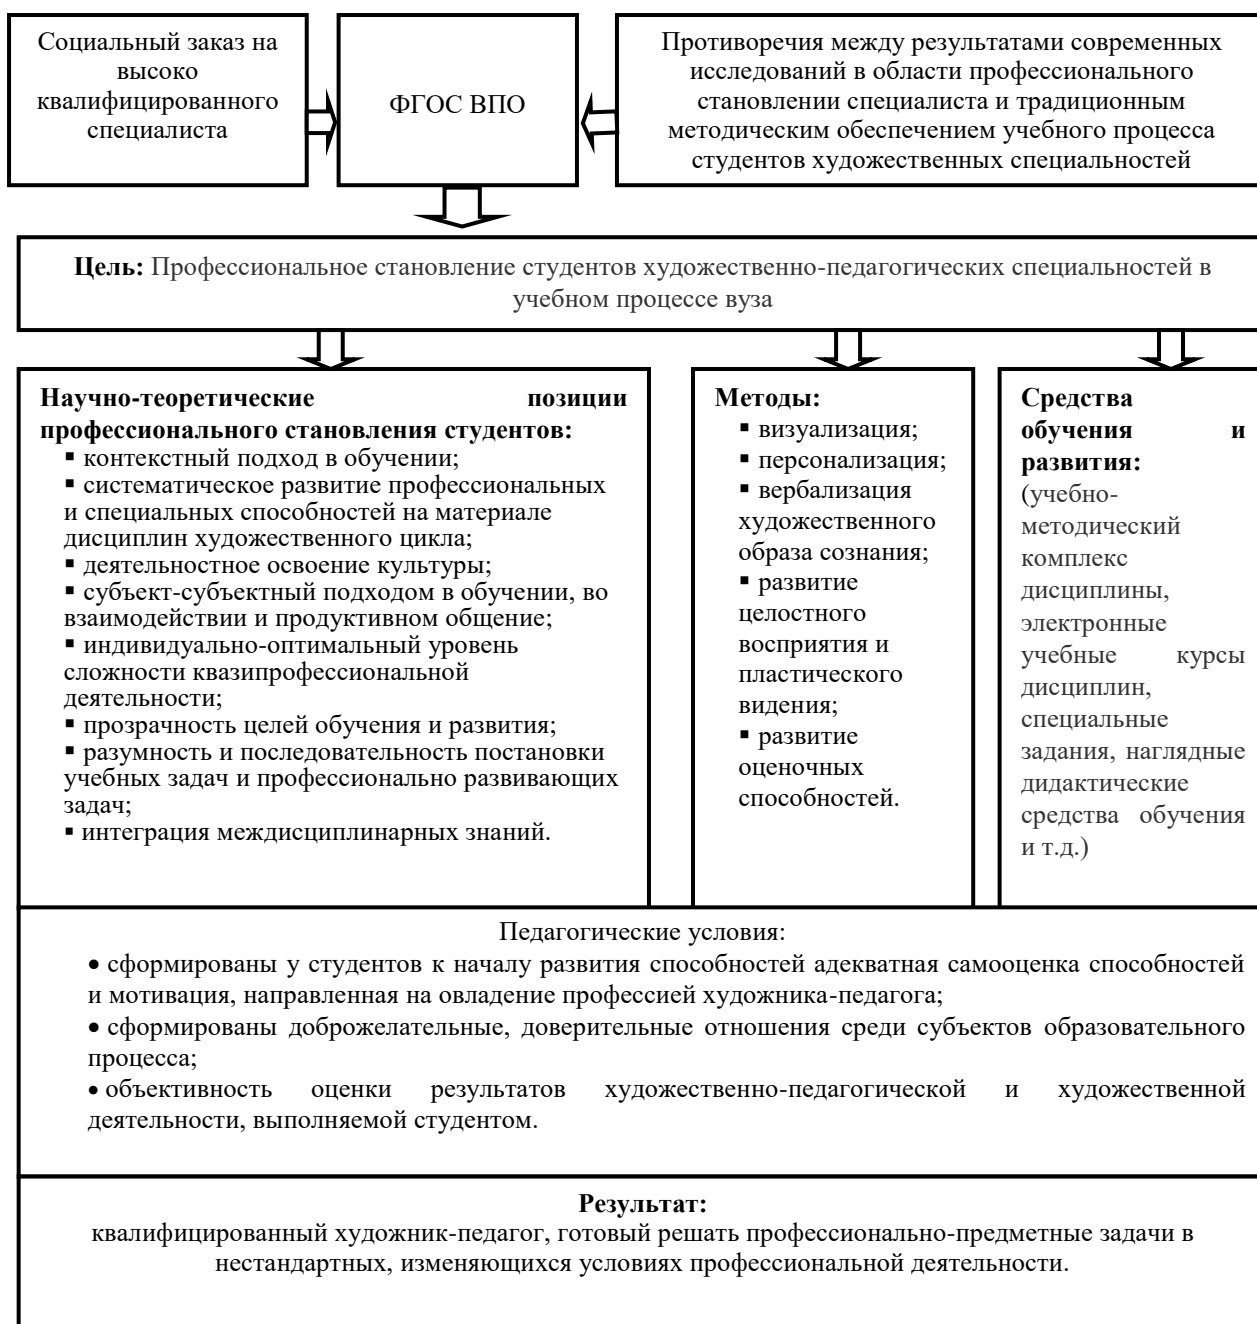 Социальный заказ на
высоко
квалифицированного
специалиста
ФГОС ВПО
Противоречия между результатами современных
исследований в области профессионального
становлении специалиста и традиционным
методическим обеспечением учебного процесса
студентов художественных специальностей
Цель: Профессиональное становление студентов художественно-педагогических специальностей в
учебном процессе вуза
Научно-теоретические позиции
профессионального становления студентов:
▪ контекстный подход в обучении;
▪ систематическое развитие профессиональных
и специальных способностей на материале
дисциплин художественного цикла;
▪ деятельностное освоение культуры;
▪ субъект-субъектный подходом в обучении, во
взаимодействии и продуктивном общение;
▪ индивидуально-оптимальный уровень
сложности квазипрофессиональной
деятельности;
▪ прозрачность целей обучения и развития;
▪ разумность и последовательность постановки
учебных задач и профессионально развивающих
задач;
▪ интеграция междисциплинарных знаний.
Методы:
▪ визуализация;
▪ персонализация;
▪ вербализация
художественного
образа сознания;
▪ развитие
целостного
восприятия и
пластического
видения;
▪ развитие
оценочных
способностей.
Средства
обучения и
развития:
(учебно-
методический
комплекс
дисциплины,
электронные
учебные курсы
дисциплин,
специальные
задания, наглядные
дидактические
средства обучения
и т.д.)
Педагогические условия:
• сформированы у студентов к началу развития способностей адекватная самооценка способностей
и мотивация, направленная на овладение профессией художника-педагога;
• сформированы доброжелательные, доверительные отношения среди субъектов образовательного
процесса;
• объективность оценки результатов художественно-педагогической и художественной
деятельности, выполняемой студентом.
Результат:
квалифицированный художник-педагог, готовый решать профессионально-предметные задачи в
нестандартных, изменяющихся условиях профессиональной деятельности.